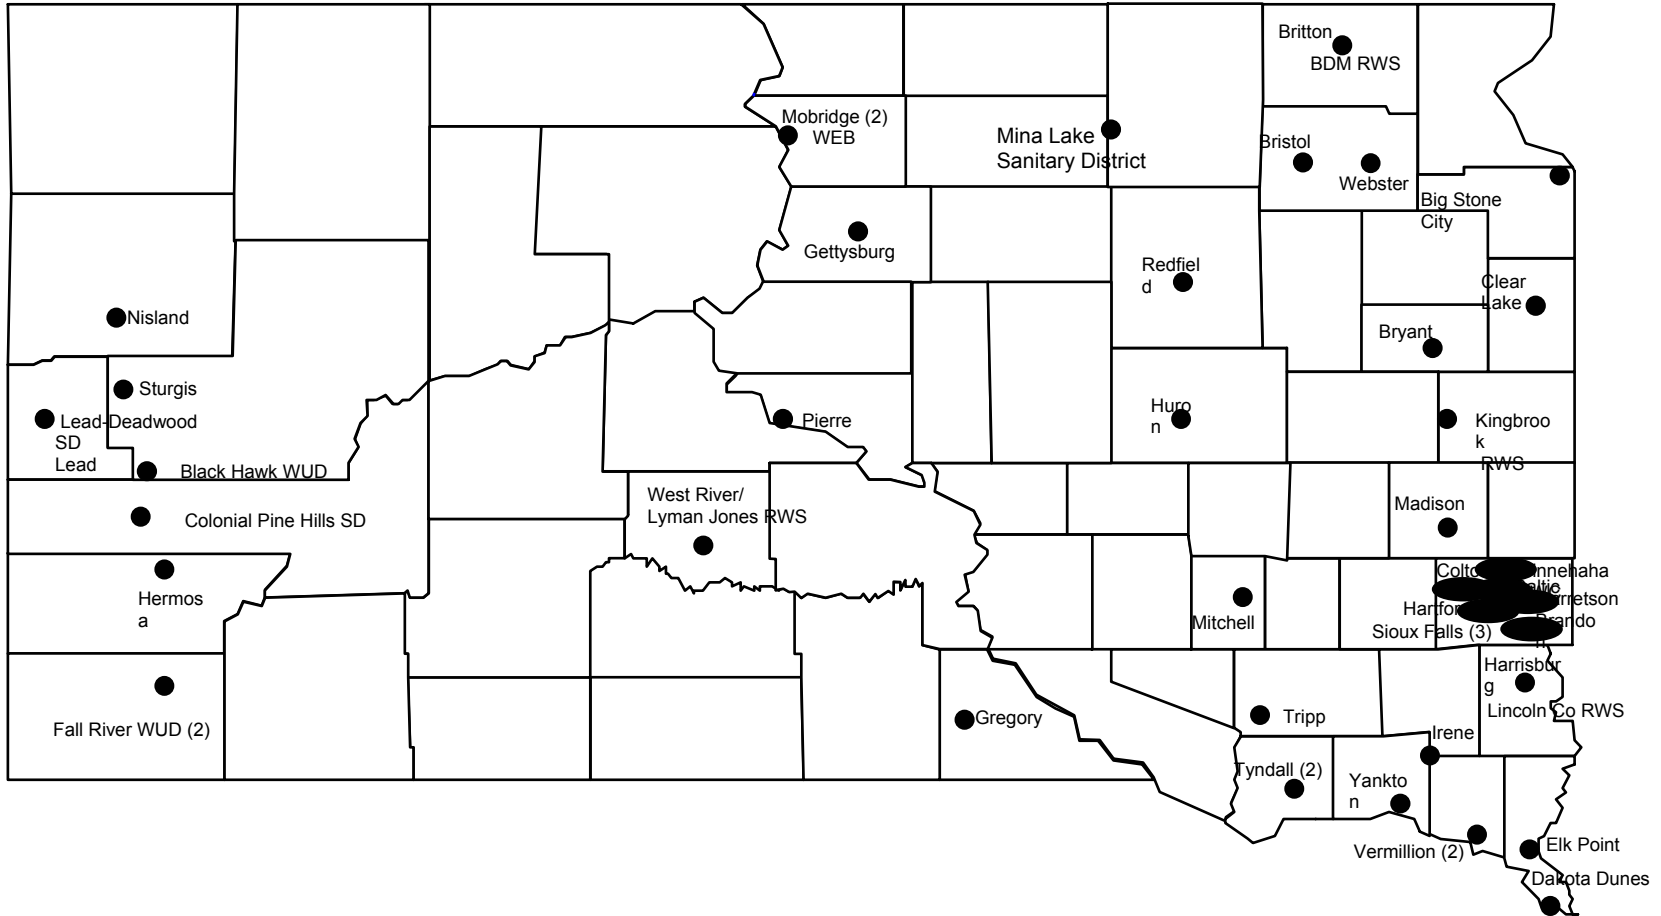 Britton
BDM RWS
Mobridge (2)
WEB
Mina Lake
Sanitary District
Bristol
Webster
Big Stone
City
Gettysburg
Redfiel
d
Clear
Lake
Nisland
Bryant
Sturgis
Lead-Deadwood
SD
Lead
Black Hawk WUD
Pierre
Huro
n
Kingbroo
k
RWS
West River/
Lyman Jones RWS
Colonial Pine Hills SD
Madison
Hermos
a
Mitchell
Sioux Falls (3)
Fall River WUD (2)
Gregory
Tripp
Harrisbur
g
Lincoln Co RWS
Irene
Tyndall (2)
Yankto
n
Vermillion (2)
Elk Point
Dakota Dunes